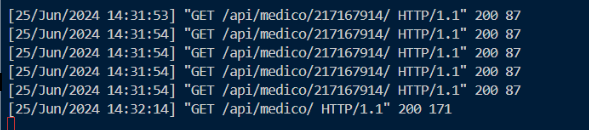 [25/Jun/2024 14:31:53] "GET /api/medico/217167914/ HTTP/1.1" 200 87
[25/Jun/2024 14:31:54] "GET /api/medico/217167914/ HTTP/1.1" 200 87
[25/Jun/2024 14:31:54] "GET /api/medico/217167914/ HTTP/1.1" 200 87
[25/Jun/2024 14:31:54] "GET /api/medico/217167914/ HTTP/1.1" 200 87
[25/Jun/2024 14:31:54] "GET /api/medico/217167914/ HTTP/1.1" 200 87
[25/Jun/2024 14:32:14] "GET /api/medico/ HTTP/1.1" 200 171